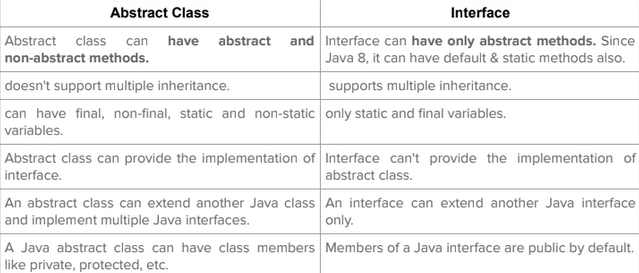 Abstract Class
Interface
Abstract class can have abstract and
non-abstract methods.
Interface can have only abstract methods. Since
Java 8, it can have default & static methods also.
doesn't support multiple inheritance.
supports multiple inheritance.
can have final, non-final, static and non-static
variables.
only static and final variables.
Abstract class can provide the implementation of
interface.
Interface can't provide the implementation of
abstract class.
An abstract class can extend another Java class
and implement multiple Java interfaces.
An interface can extend another Java interface
only.
A Java abstract class can have class members
like private, protected, etc.
Members of a Java interface are public by default.